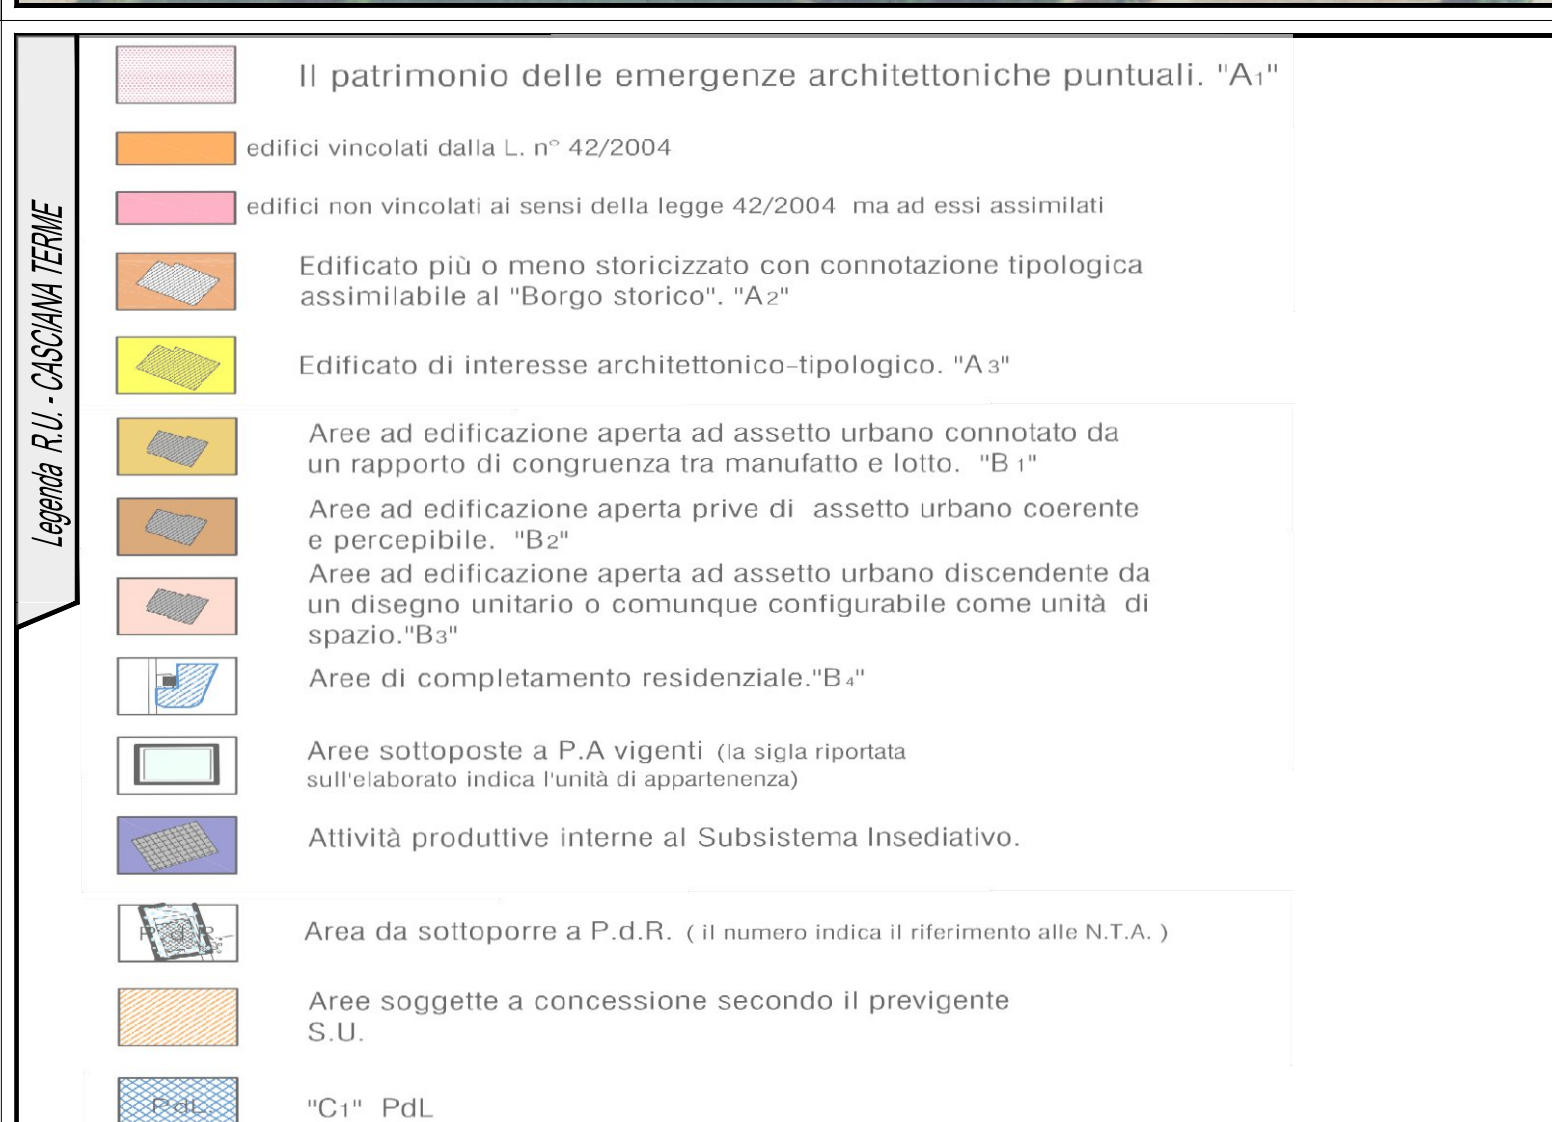 Legenda R.U. - CASCIANA TERME
Il patrimonio delle emergenze architettoniche puntuali. "A1"
edifici vincolati dalla L. n° 42/2004
edifici non vincolati ai sensi della legge 42/2004 ma ad essi assimilati
Edificato più o meno storicizzato con connotazione tipologica
assimilabile al "Borgo storico". "A2"
Edificato di interesse architettonico-tipologico. "A3"
Aree ad edificazione aperta ad assetto urbano connotato da
un rapporto di congruenza tra manufatto e lotto. "B1"
Aree ad edificazione aperta prive di assetto urbano coerente
e percepibile. "B2"
Aree ad edificazione aperta ad assetto urbano discendente da
un disegno unitario o comunque configurabile come unità di
spazio."B3"
Aree di completamento residenziale."B4"
Aree sottoposte a P.A vigenti (la sigla riportata
sull'elaborato indica l'unità di appartenenza)
Attività produttive interne al Subsistema Insediativo.
P.d.R.
Area da sottoporre a P.d.R. ( il numero indica il riferimento alle N.T.A. )
Aree soggette a concessione secondo il previgente
S.U.
PdL.
"C1" PdL